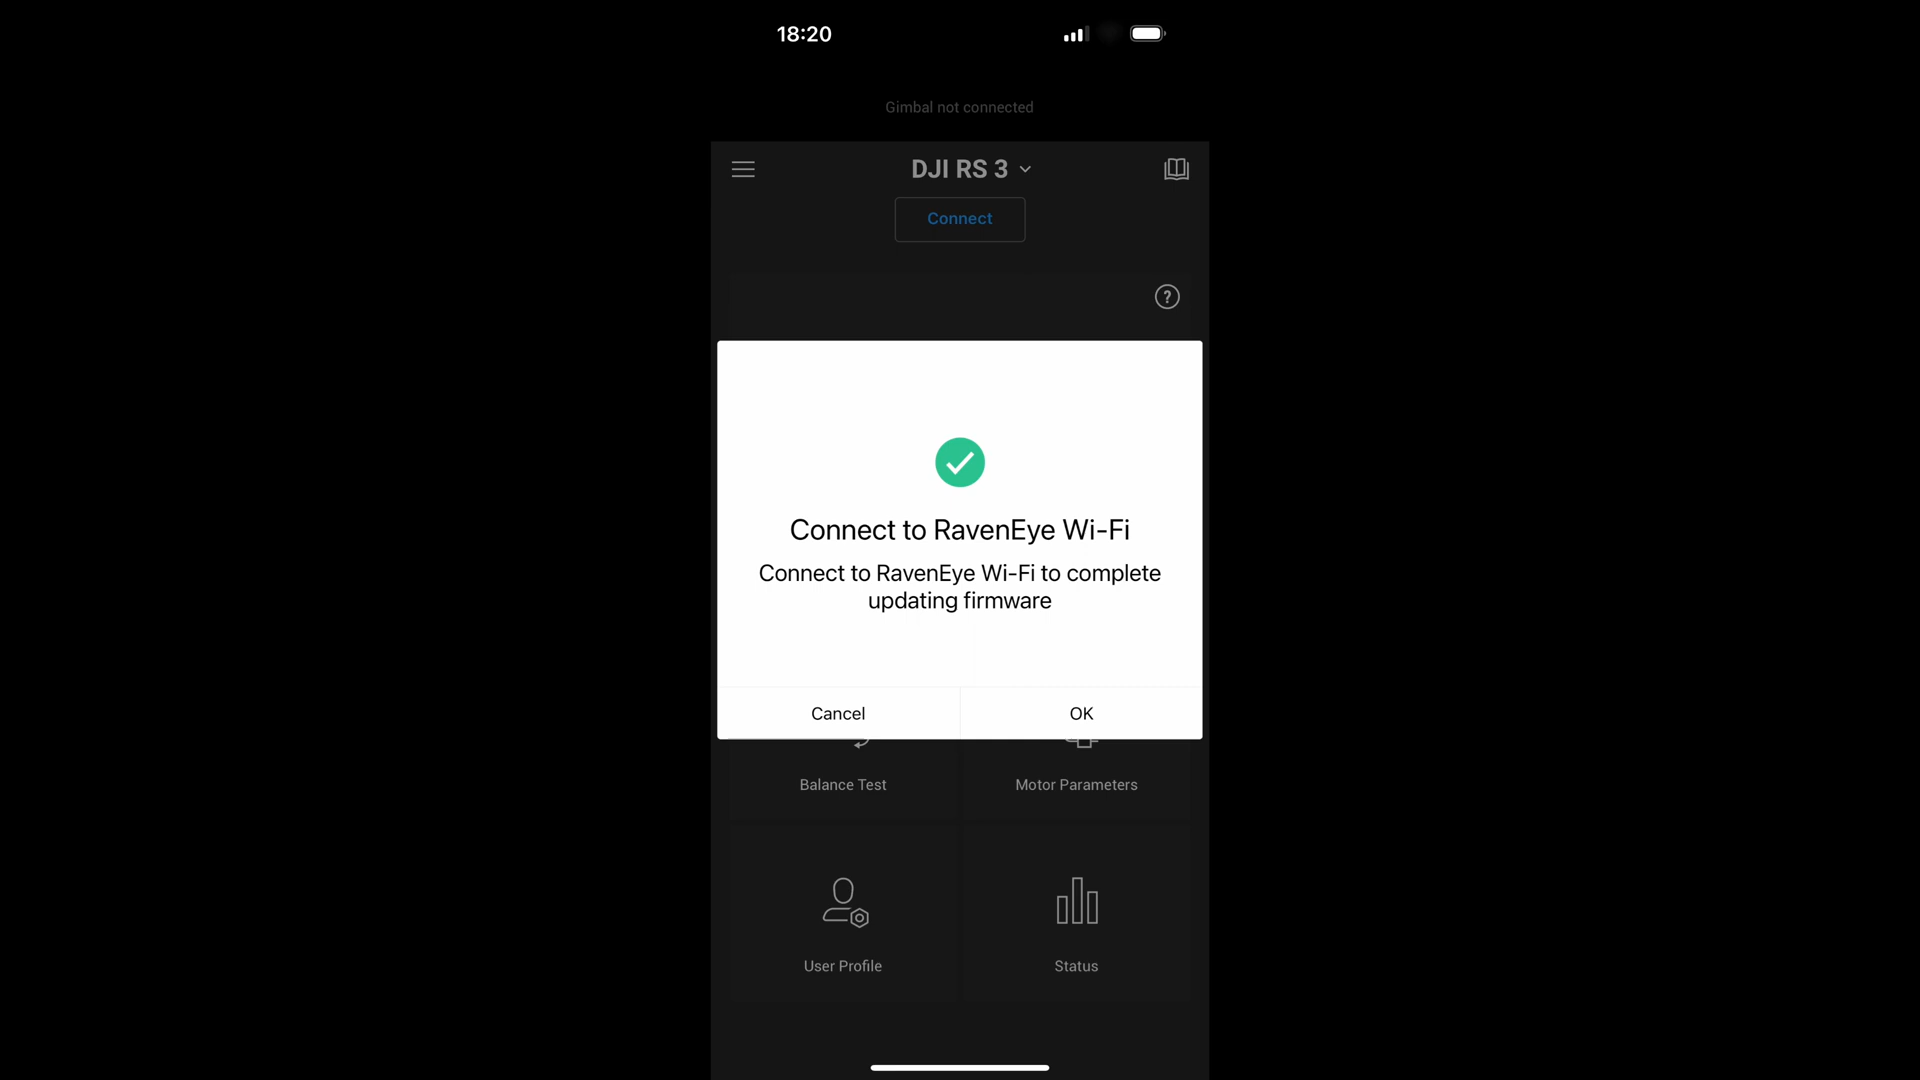 18:20
Gimbal not connected
DJI RS 3
Connect
?
Connect to RavenEye Wi-Fi
Connect to RavenEye Wi-Fi to complete
updating firmware
Cancel
OK
Balance Test
Motor Parameters
User Profile
Status